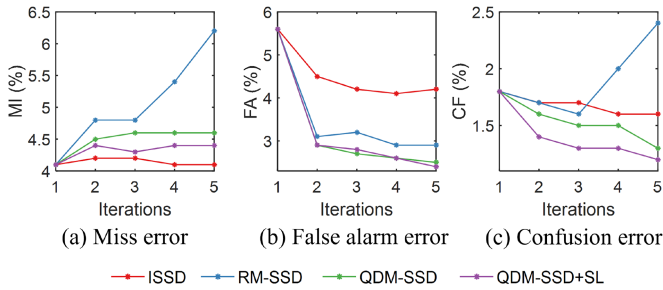 MI (%)
6.5
6
5.5
5
4.5
4
1 2 3 4 5
Iterations
(a) Miss error
FA (%)
6
5
4
3
1 2 3 4 5
Iterations
(b) False alarm error
CF (%)
2.5
2
1.5
1 2 3 4 5
Iterations
(c) Confusion error
ISSD RM-SSD QDM-SSD QDM-SSD+SL